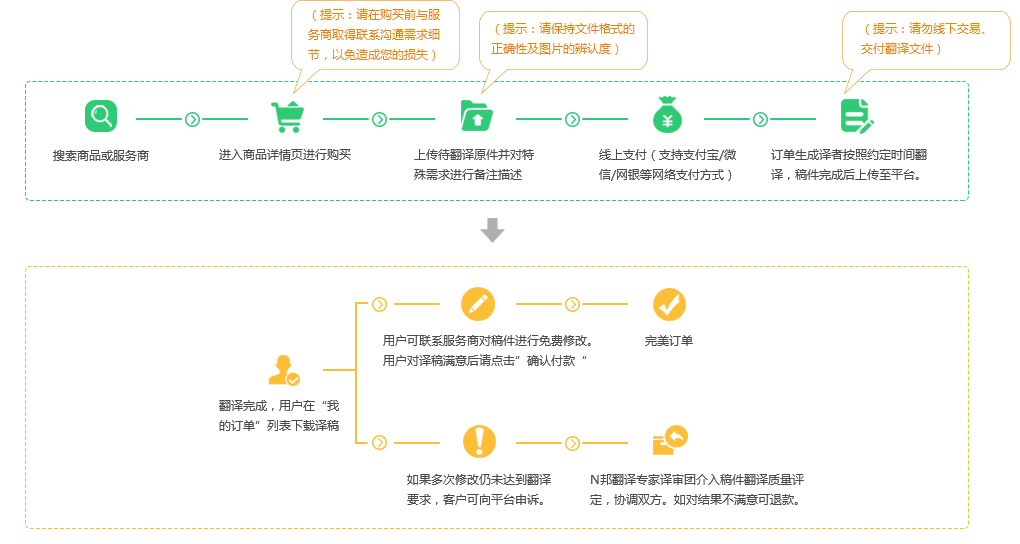 （提示：请在购买前与服
务商取得联系沟通需求细
节，以免造成您的损失）
（提示：请保持文件格式的
正确性及图片的辨认度）
（提示：请勿线下交易、
交付翻译文件）
搜索商品或服务商
进入商品详情页进行购买
上传待翻译原件并对特
殊需求进行备注描述
线上支付（支持支付宝/微
信/网银等网络支付方式）
订单生成译者按照约定时间翻
译，稿件完成后上传至平台。
用户可联系服务商对稿件进行免费修改。
用户对译稿满意后请点击”确认付款“
完美订单
翻译完成，用户在“我
的订单”列表下载译稿
如果多次修改仍未达到翻译
要求，客户可向平台申诉。
N邦翻译专家译审团介入稿件翻译质量评
定，协调双方。如对结果不满意可退款。